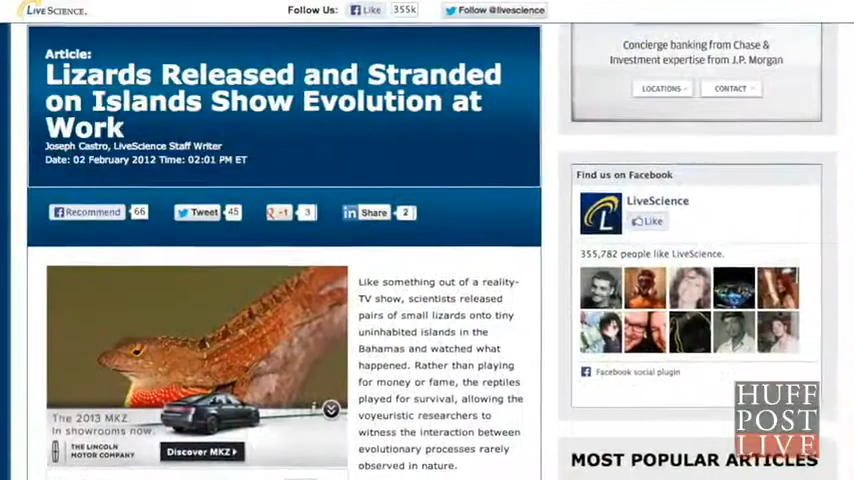 LIVESCIENCE.
Follow Us:
Like
355k
Follow @livescience
Article:
Lizards Released and Stranded
on Islands Show Evolution at
Work
Joseph Castro, LiveScience Staff Writer
Date: 02 February 2012 Time: 02:01 PM ET
Recommend
66
Tweet
45
+1
3
in Share
2
The 2013 MKZ
In showrooms now.
THE LINCOLN
MOTOR COMPANY
Discover MKZ
Like something out of a reality-
TV show, scientists released
pairs of small lizards onto tiny
uninhabited islands in the
Bahamas and watched what
happened. Rather than playing
for money or fame, the reptiles
played for survival, allowing the
voyeuristic researchers to
witness the interaction between
evolutionary processes rarely
observed in nature.
Concierge banking from Chase &
Investment expertise from J.P. Morgan
LOCATIONS
CONTACT
Find us on Facebook
LiveScience
Like
355,782 people like LiveScience.
Facebook social plugin
MOST POPULAR ARTICLES
HUFF
POST
LIVE